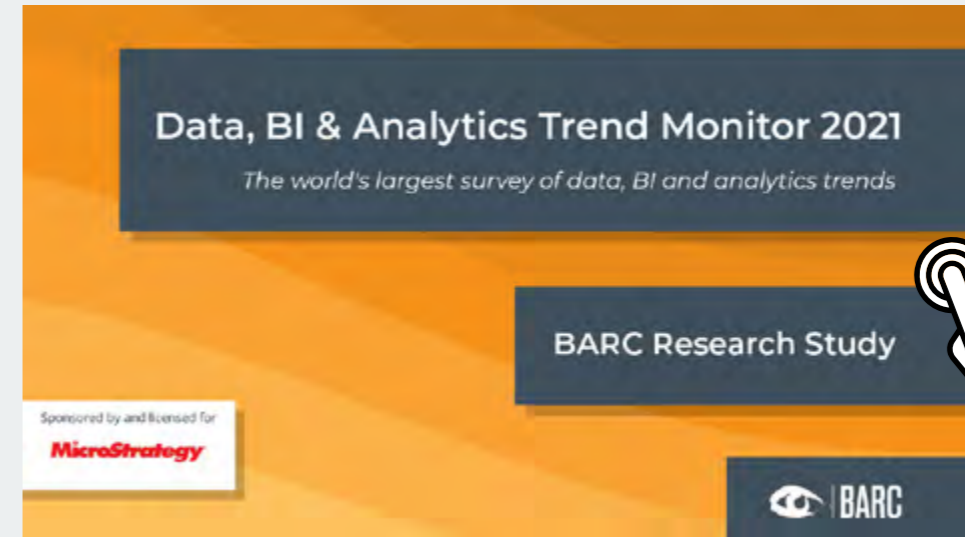 Data, BI & Analytics Trend Monitor 2021
The world's largest survey of data, BI and analytics trends
BARC Research Study
Sponsored by and licensed for
MicroStrategy
BARC